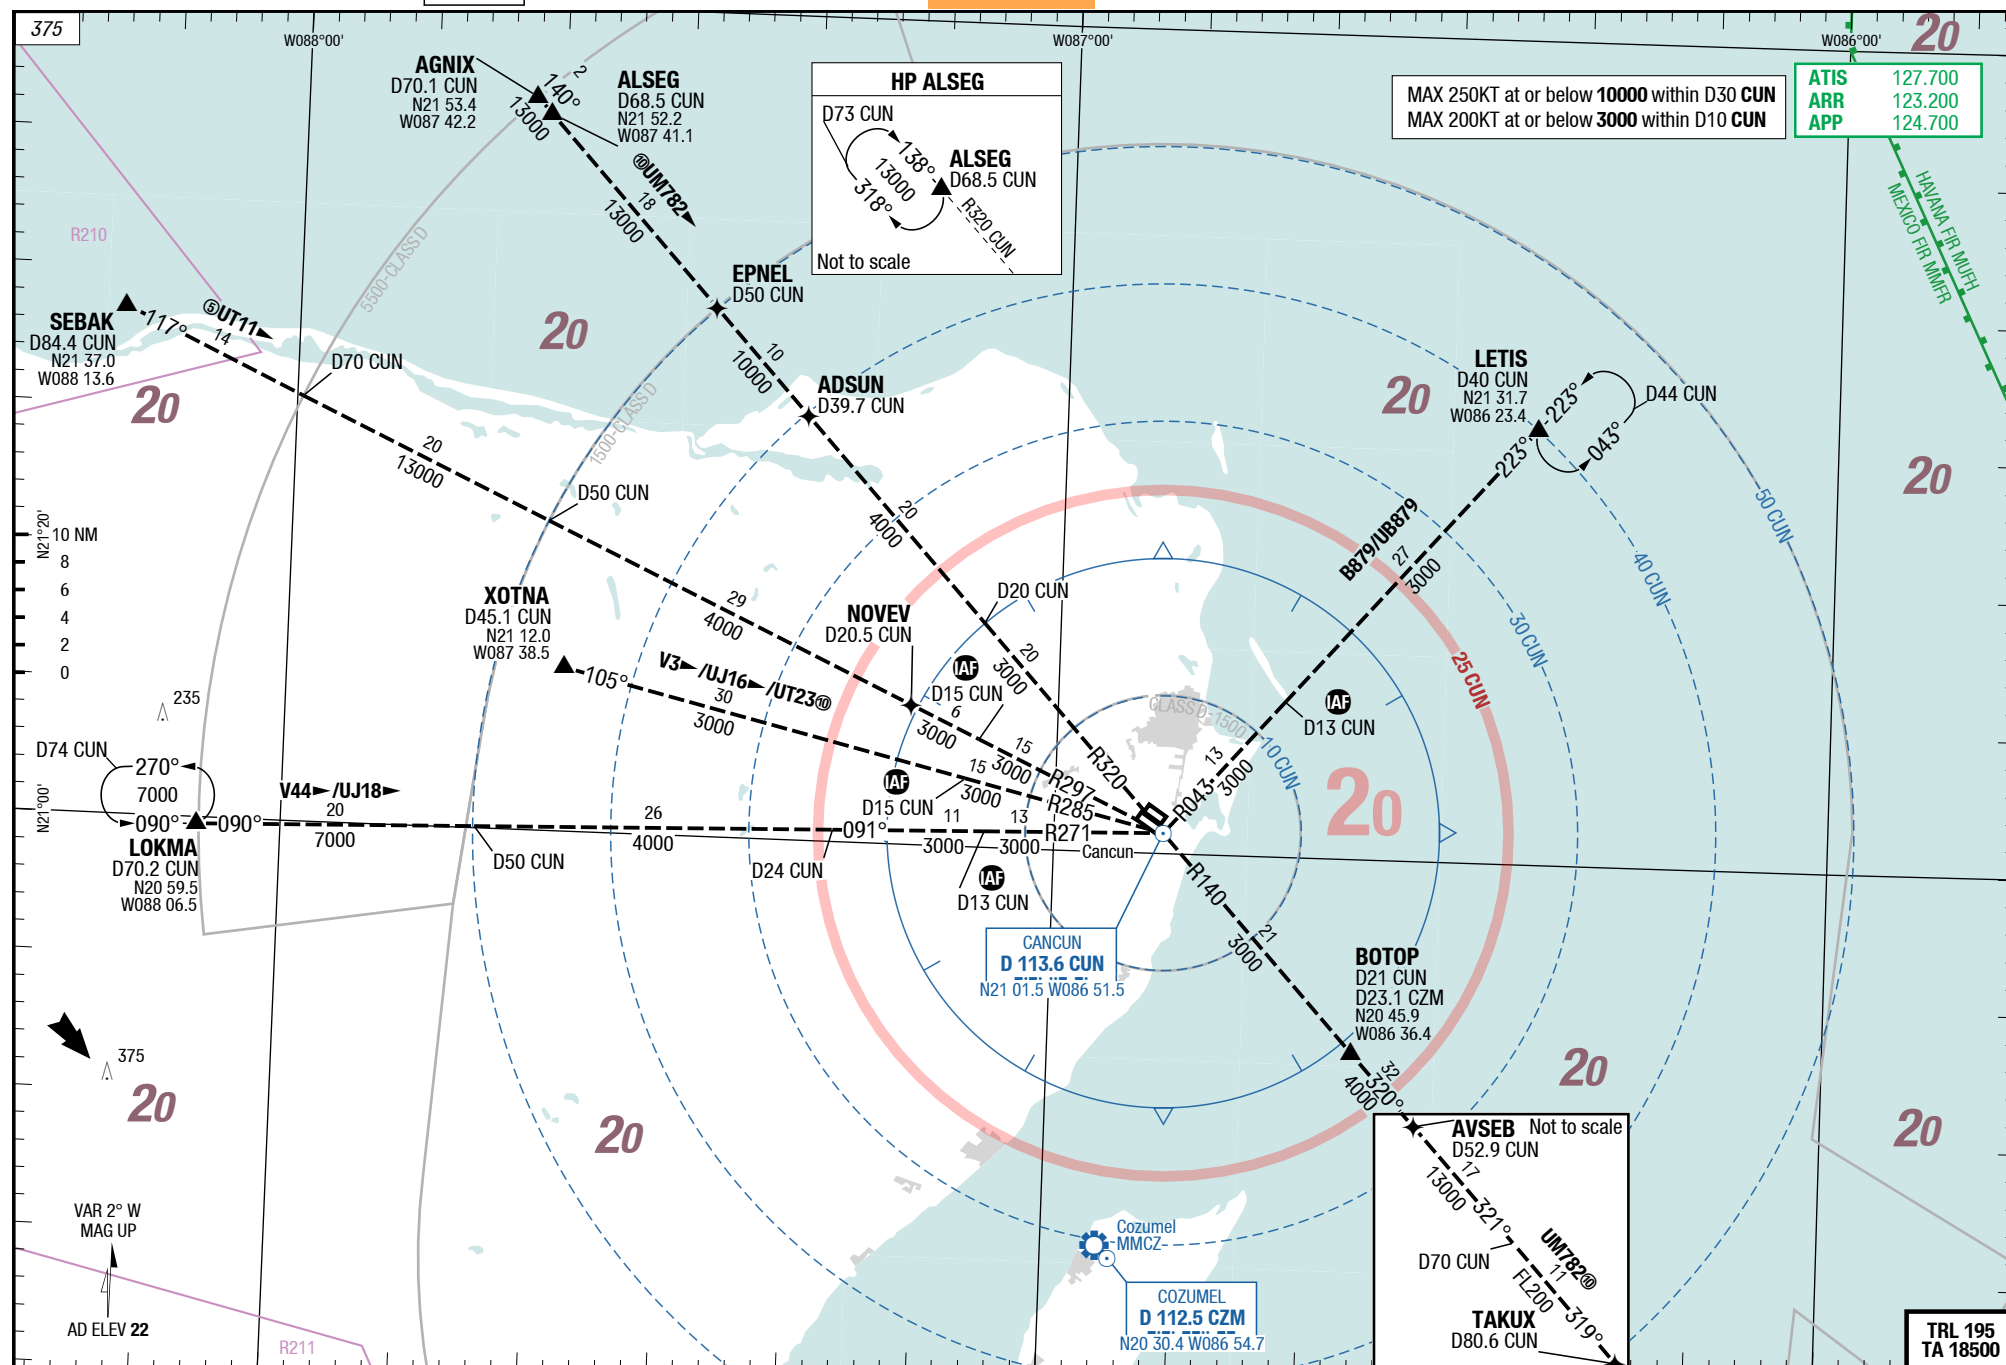 375
W088°00'
W087°00'
W086°00'
20
AGNIX
D70.1 CUN
N21 53.4
W087 42.2
140°
2
13000
ALSEG
D68.5 CUN
N21 52.2
W087 41.1
⑩UM782
18
13000
HP ALSEG
D73 CUN
138°
13000
318°
ALSEG
D68.5 CUN
R320 CUN
Not to scale
MAX 250KT at or below 10000 within D30 CUN
MAX 200KT at or below 3000 within D10 CUN
ATIS 127.700
ARR 123.200
APP 124.700
HAVANA FIR MUFH
MEXICO FIR MMFR
R210
5500-CLASS D
EPNEL
D50 CUN
20
10
10000
SEBAK
D84.4 CUN
N21 37.0
W088 13.6
117°
⑤UT11
14
D70 CUN
20
20
13000
1500-CLASS D
ADSUN
D39.7 CUN
20
4000
D50 CUN
LETIS
D40 CUN
N21 31.7
W086 23.4
223°
223°
043°
D44 CUN
20
20
50 CUN
40 CUN
30 CUN
25 CUN
10 CUN
B879/UB879
27
3000
N21°20'
10 NM
8
6
4
2
0
XOTNA
D45.1 CUN
N21 12.0
W087 38.5
105°
29
4000
NOVEV
D20.5 CUN
D20 CUN
20
3000
IAF
D15 CUN
V3 /UJ16 /UT23⑩
30
3000
6
3000
15
3000
CLASS D-1500
IAF
D13 CUN
13
3000
R320
R297
R285
R043
235
D74 CUN
270°
7000
090°
090°
V44 /UJ18
20
7000
N21°00'
LOKMA
D70.2 CUN
N20 59.5
W088 06.5
D50 CUN
26
4000
IAF
D15 CUN
15
3000
091°
D24 CUN
11
3000
13
3000
R271
Cancun
IAF
D13 CUN
20
CANCUN
D 113.6 CUN
N21 01.5 W086 51.5
R140
21
3000
BOTOP
D21 CUN
D23.1 CZM
N20 45.9
W086 36.4
32
4000
320°
20
20
375
20
20
AVSEB
D52.9 CUN
Not to scale
17
13000
321°
D70 CUN
UM782⑩
11
FL200
319°
TAKUX
D80.6 CUN
Cozumel
MMCZ
COZUMEL
D 112.5 CZM
N20 30.4 W086 54.7
VAR 2° W
MAG UP
AD ELEV 22
R211
TRL 195
TA 18500